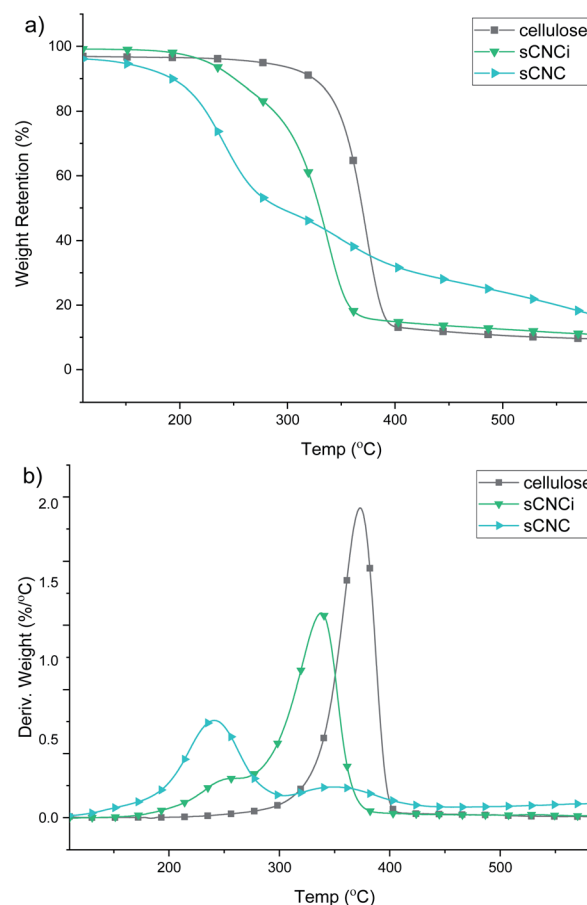 a)
cellulose
sCNCi
sCNC
100
80
60
40
20
0
Weight Retention (%)
200 300 400 500
Temp (°C)
b)
cellulose
sCNCi
sCNC
2.0
1.5
1.0
0.5
0.0
Deriv. Weight (%/°C)
200 300 400 500
Temp (°C)